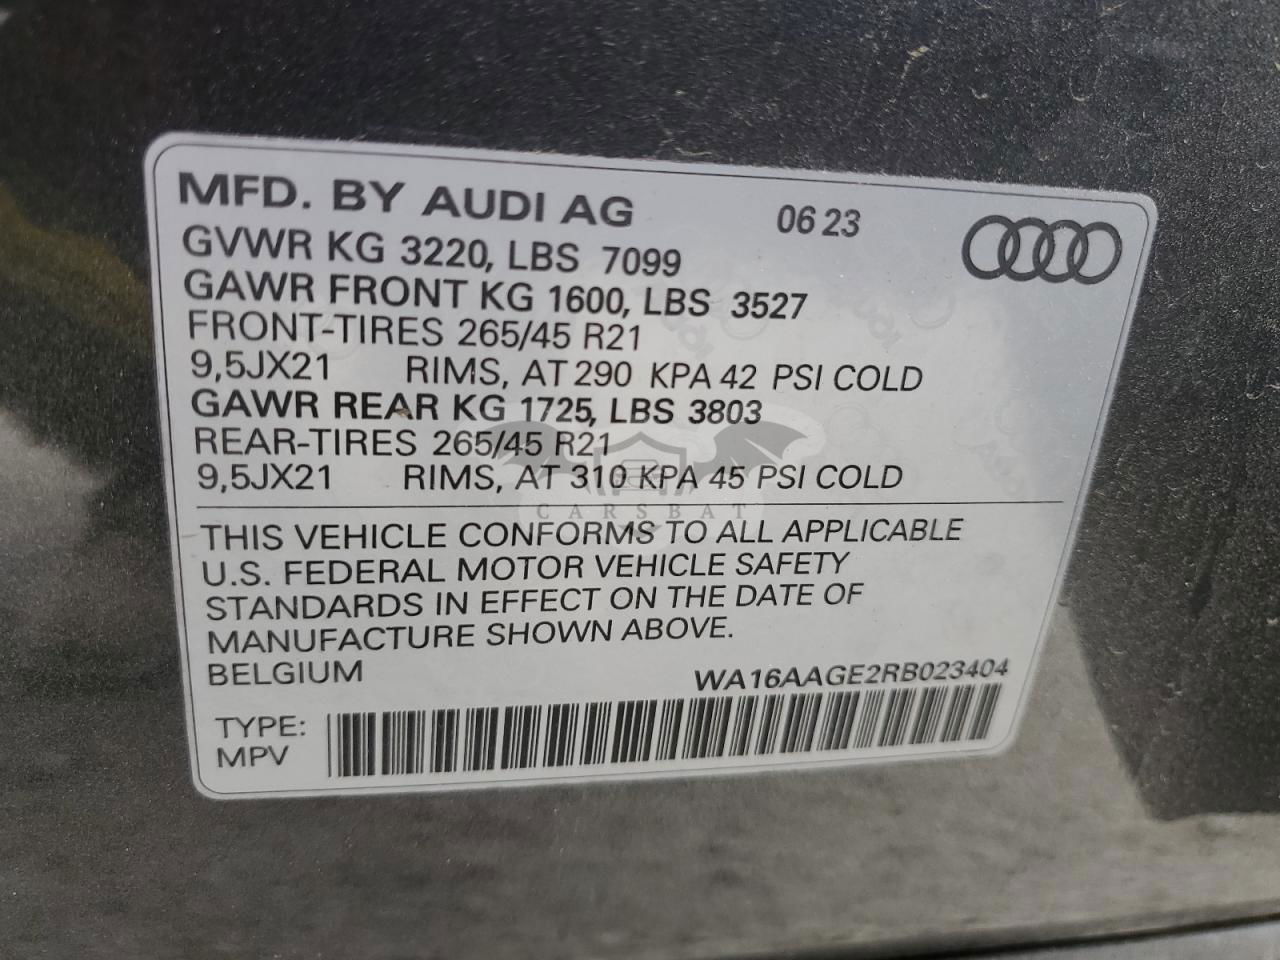 MFD. BY AUDI AG 06 23
GVWR KG 3220, LBS 7099
GAWR FRONT KG 1600, LBS 3527
FRONT-TIRES 265/45 R21
9,5JX21 RIMS, AT 290 KPA 42 PSI COLD
GAWR REAR KG 1725, LBS 3803
REAR-TIRES 265/45 R21
9,5JX21 RIMS, AT 310 KPA 45 PSI COLD
CARSBAT
THIS VEHICLE CONFORMS TO ALL APPLICABLE
U.S. FEDERAL MOTOR VEHICLE SAFETY
STANDARDS IN EFFECT ON THE DATE OF
MANUFACTURE SHOWN ABOVE.
BELGIUM WA16AAGE2RB023404
TYPE:
MPV